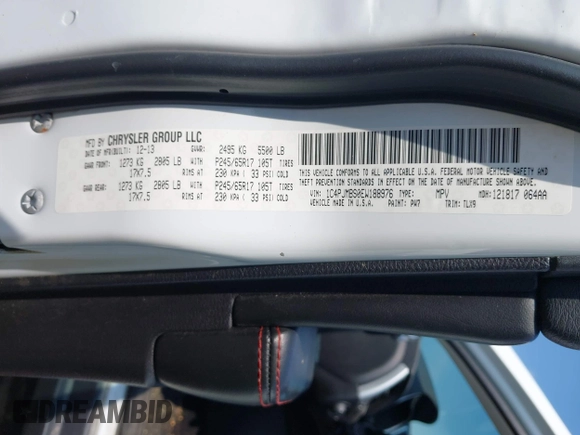 MFD BY CHRYSLER GROUP LLC
DATE OF MFR(BUILT): 12-13 GVWR: 2495 KG 5500 LB
GAWR FRONT: 1273 KG 2805 LB WITH P245/65R17 105T TIRES
17X7.5 RIMS AT 230 KPA ( 33 PSI) COLD
GAWR REAR: 1273 KG 2805 LB WITH P245/65R17 105T TIRES
17X7.5 RIMS AT 230 KPA ( 33 PSI) COLD
THIS VEHICLE CONFORMS TO ALL APPLICABLE U.S.A. FEDERAL MOTOR VEHICLE SAFETY AND
THEFT PREVENTION STANDARDS IN EFFECT ON THE DATE OF MANUFACTURE SHOWN ABOVE.
VIN: 1C4PJMBS0EW188976 TYPE: MPV MDH: 121817 064AA
VEHICLE MADE IN U.S.A. PAINT: PW7 TRIM: TLX9
DREAMBID